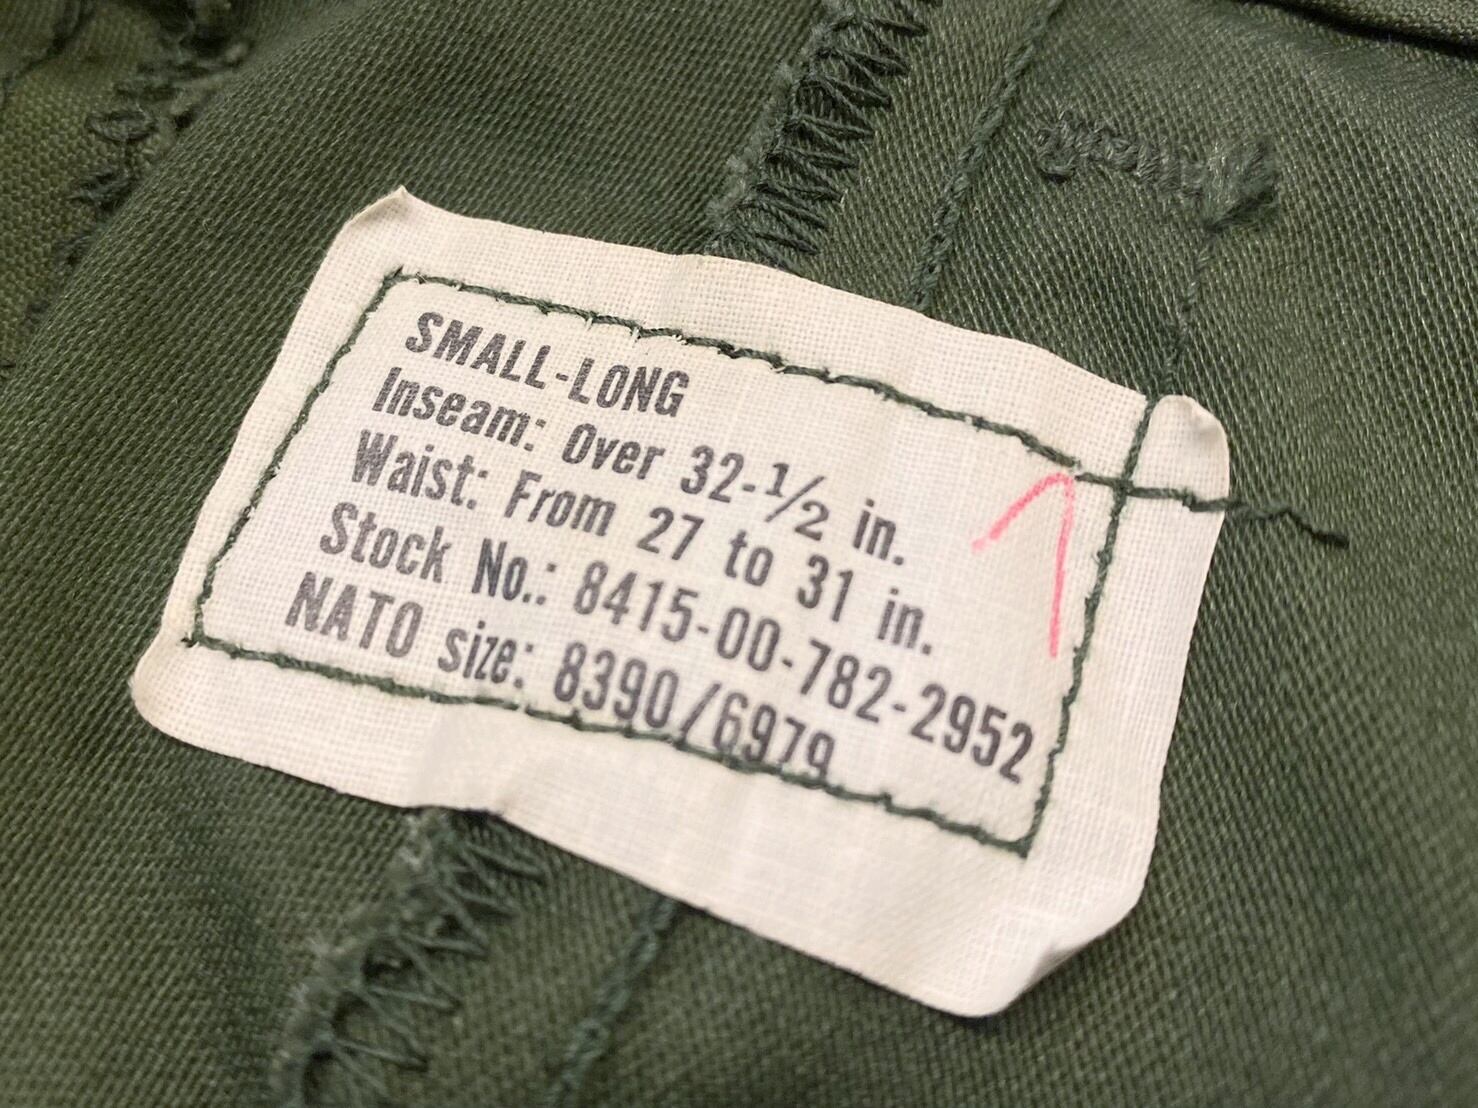 SMALL-LONG
Inseam: Over 32-1/2 in.
Waist: From 27 to 31 in.
Stock No.: 8415-00-782-2952
NATO size: 8390/6979
1